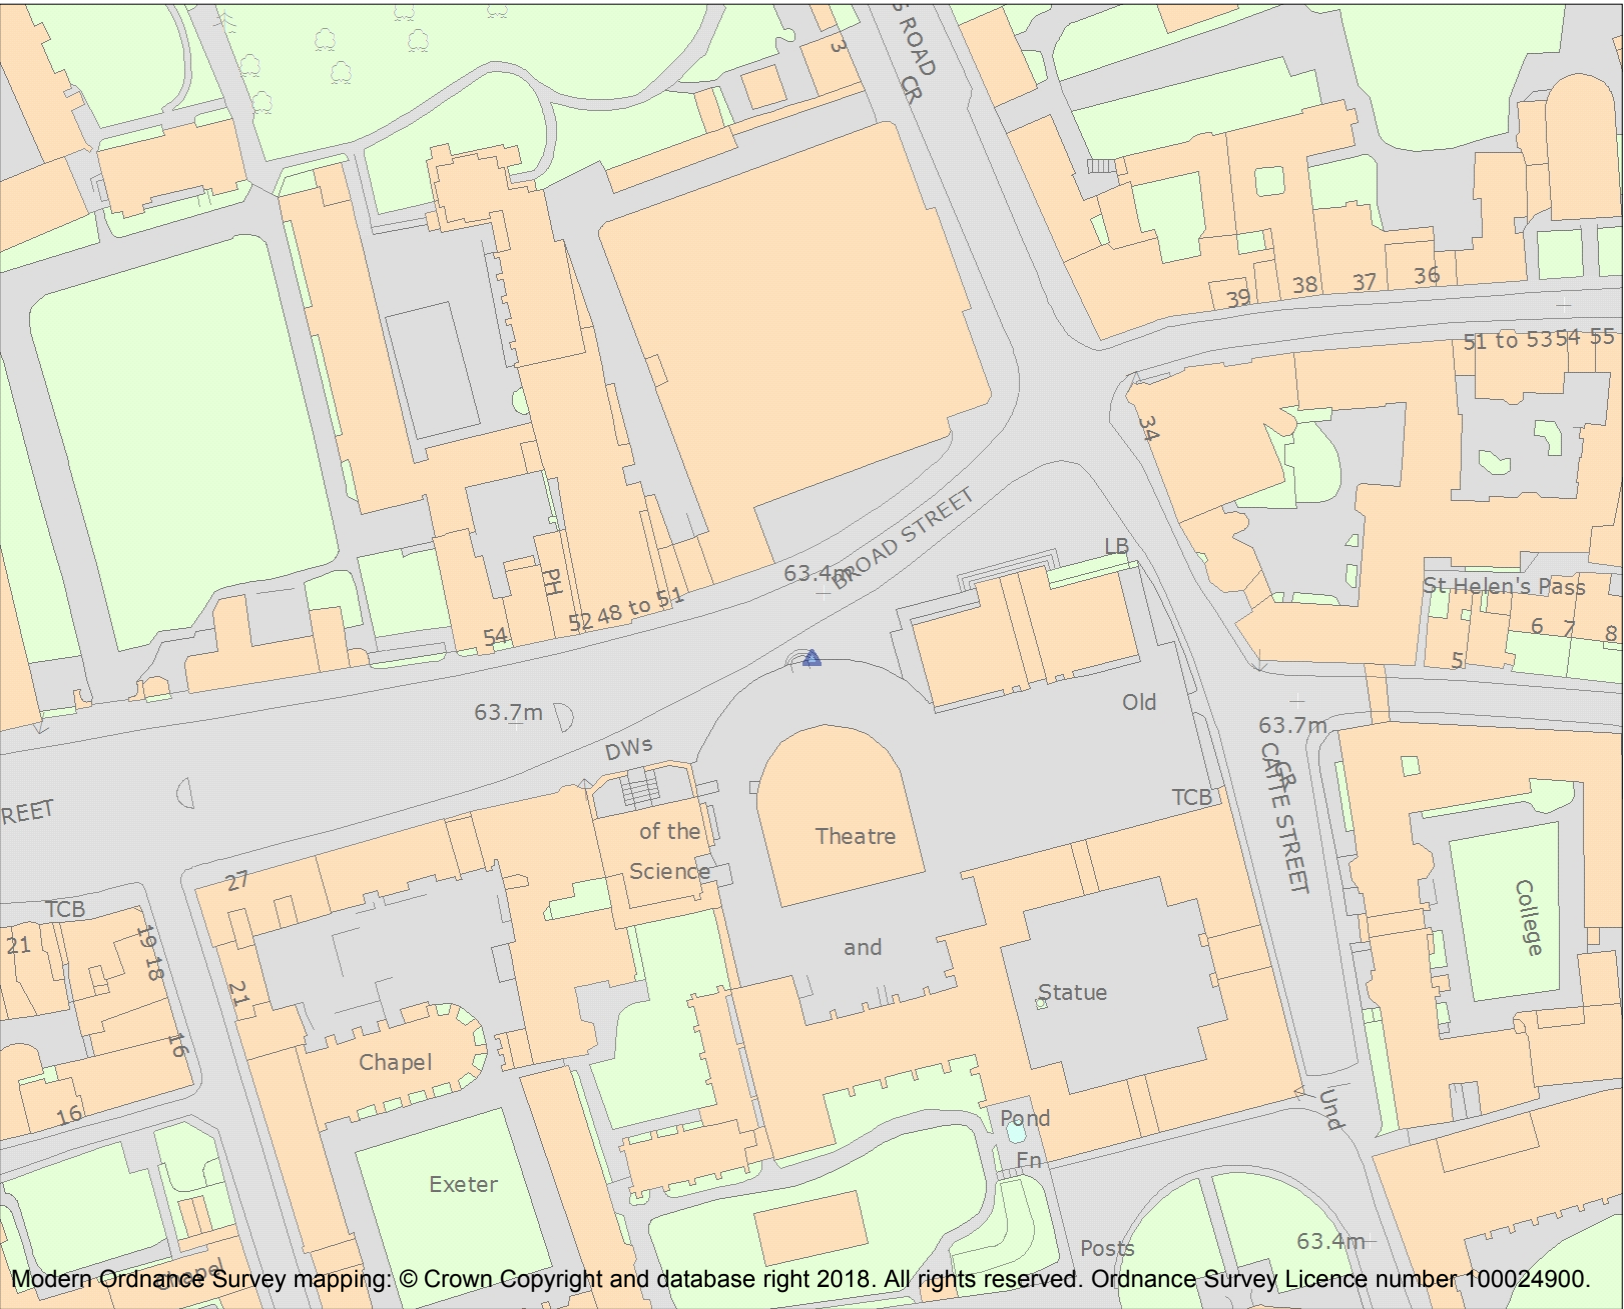 S ROAD
CR
3
39
38
37
36
51 to 53
54
55
34
BROAD STREET
63.4m
LB
St Helen's Pass
6
7
8
5
PH
54
52
48 to 51
63.7m
DWs
Old
63.7m
CR
CATTE STREET
TCB
REET
of the
Science
Theatre
27
TCB
21
19
18
21
16
16
and
Statue
College
Chapel
Und
Pond
Fn
Exeter
Posts
63.4m
Chapel
Modern Ordnance Survey mapping: © Crown Copyright and database right 2018. All rights reserved. Ordnance Survey Licence number 100024900.